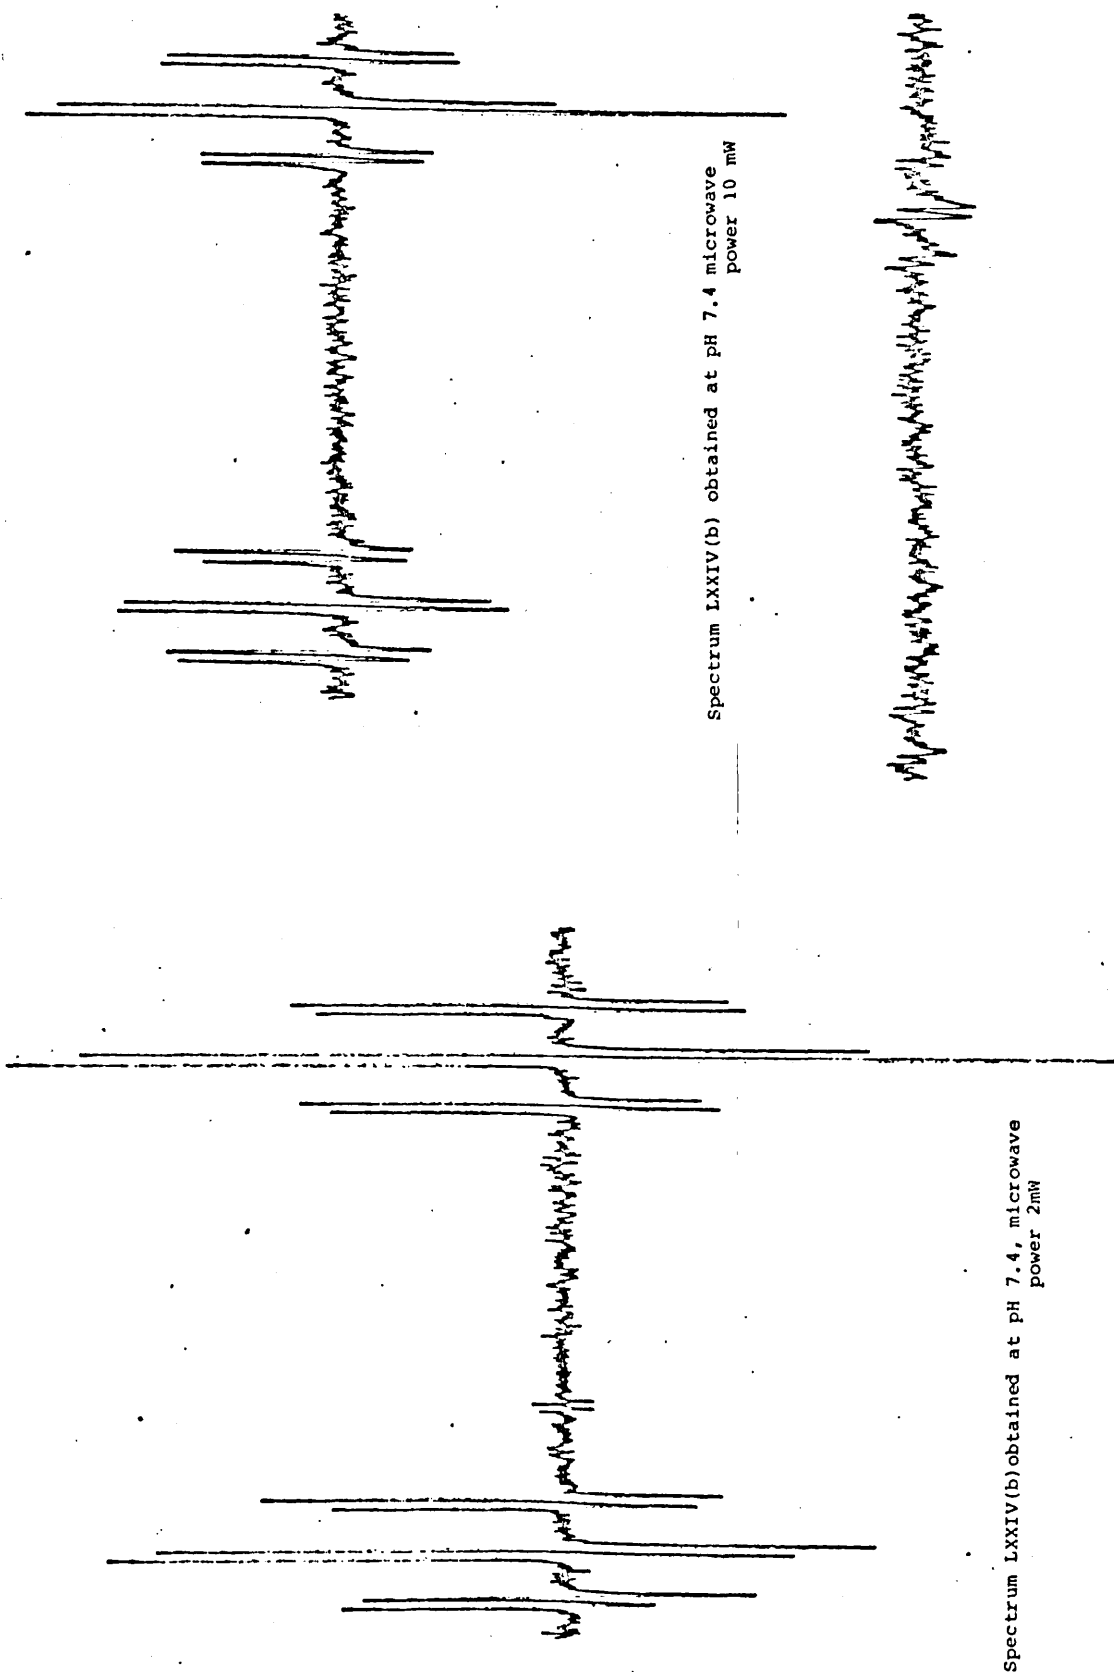 Spectrum LXXIV(b) obtained at pH 7.4 microwave
power 10 mW
Spectrum LXXIV(b)obtained at pH 7.4, microwave
power 2mW